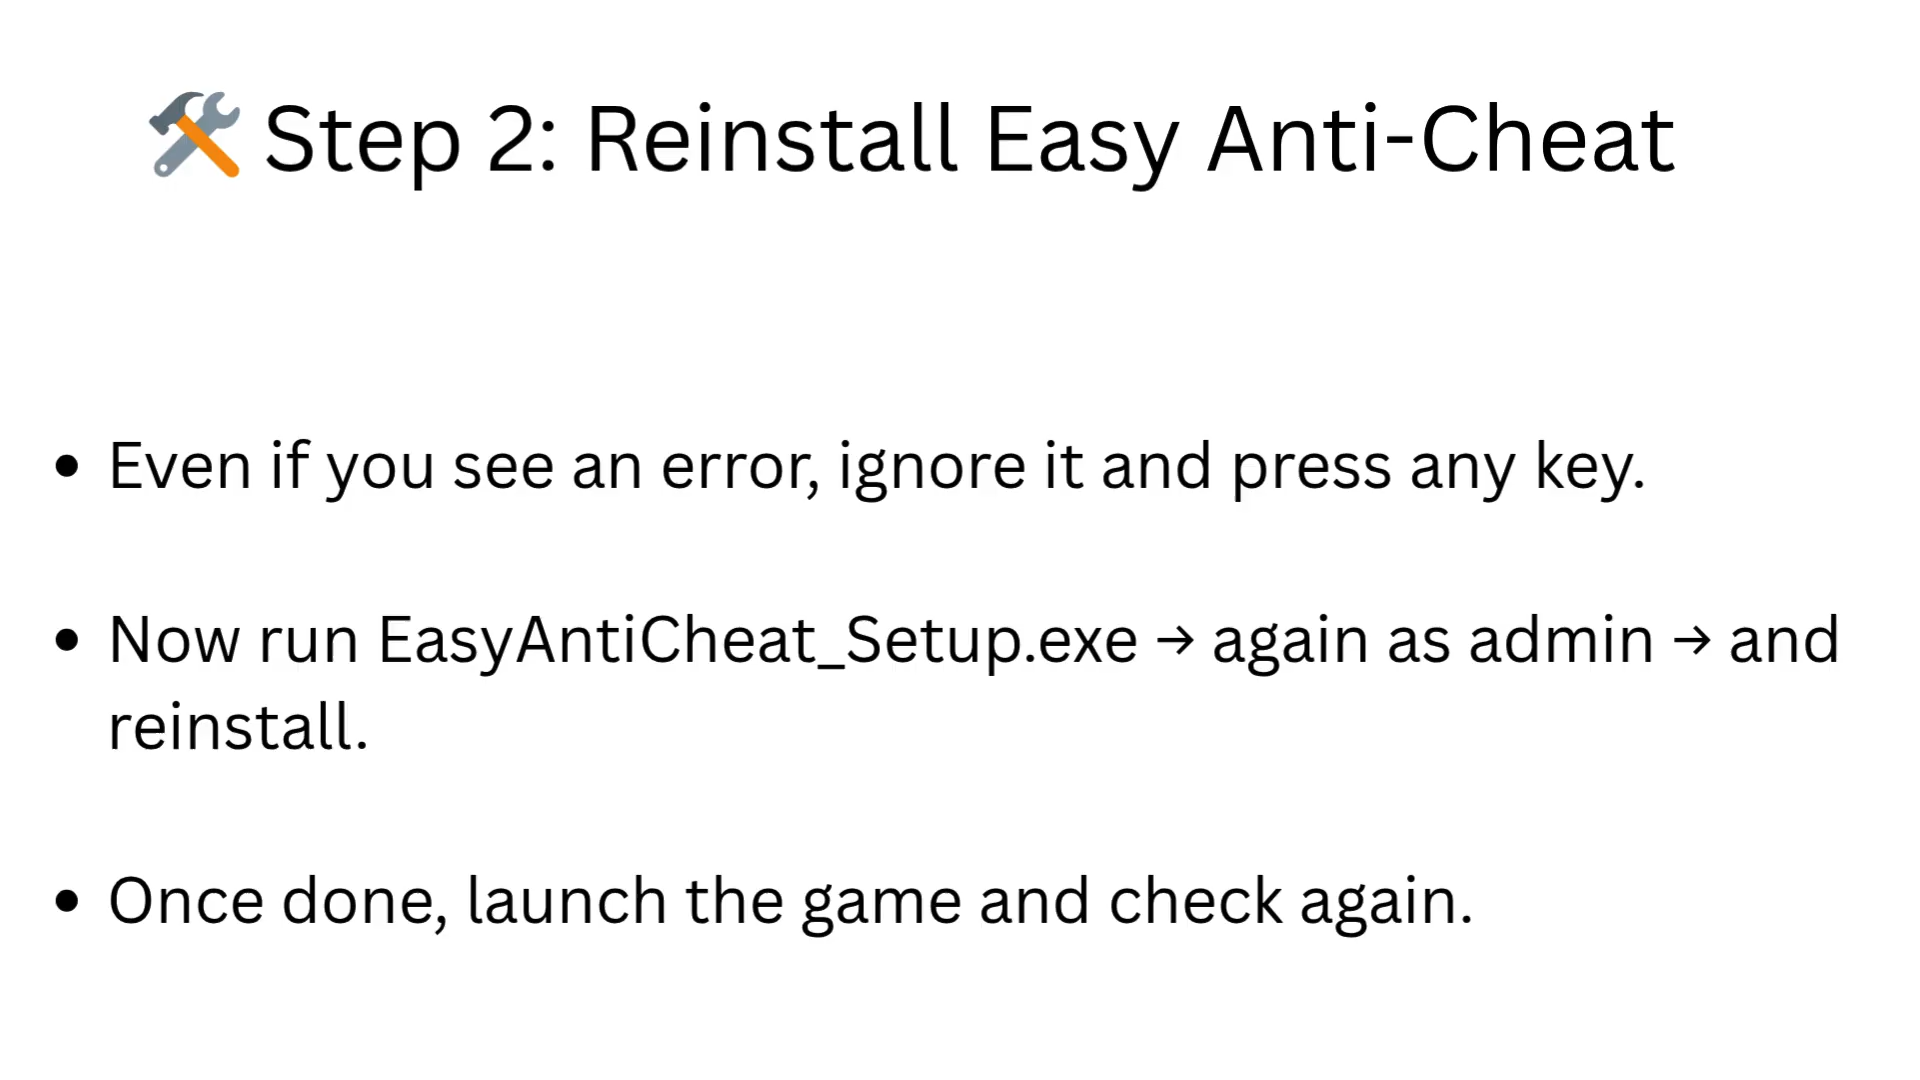 🛠 Step 2: Reinstall Easy Anti-Cheat
• Even if you see an error, ignore it and press any key.
• Now run EasyAntiCheat_Setup.exe → again as admin → and
reinstall.
• Once done, launch the game and check again.